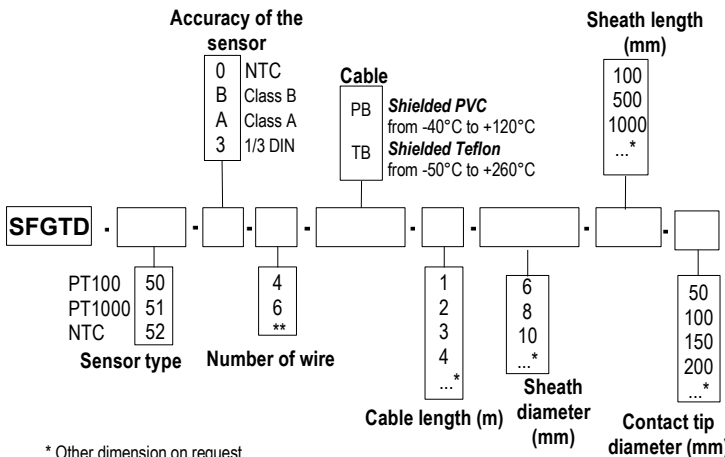 Accuracy of the
sensor
0 NTC
B Class B
A Class A
3 1/3 DIN
Cable
PB Shielded PVC
from -40°C to +120°C
TB Shielded Teflon
from -50°C to +260°C
Sheath length
(mm)
100
500
1000
...*
SFGTD - - - - - - - -
PT100 50
PT1000 51
NTC 52
Sensor type
4
6
**
Number of wire
1
2
3
4
...*
Cable length (m)
6
8
10
...*
Sheath
diameter
(mm)
50
100
150
200
...*
Contact tip
diameter (mm)
* Other dimension on request